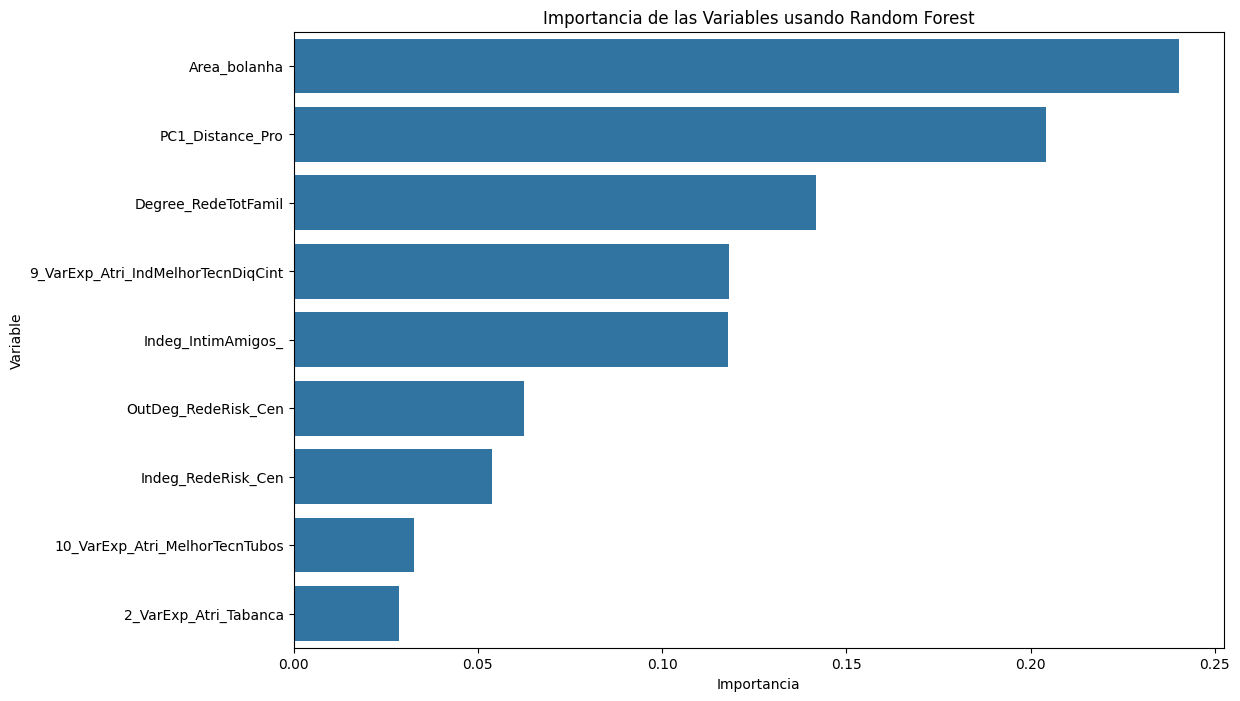 Importancia de las Variables usando Random Forest
Variable
Area_bolanha
PC1_Distance_Pro
Degree_RedeTotFamil
9_VarExp_Atri_IndMelhorTecnDiqCint
Indeg_IntimAmigos_
OutDeg_RedeRisk_Cen
Indeg_RedeRisk_Cen
10_VarExp_Atri_MelhorTecnTubos
2_VarExp_Atri_Tabanca
0.00 0.05 0.10 0.15 0.20 0.25
Importancia